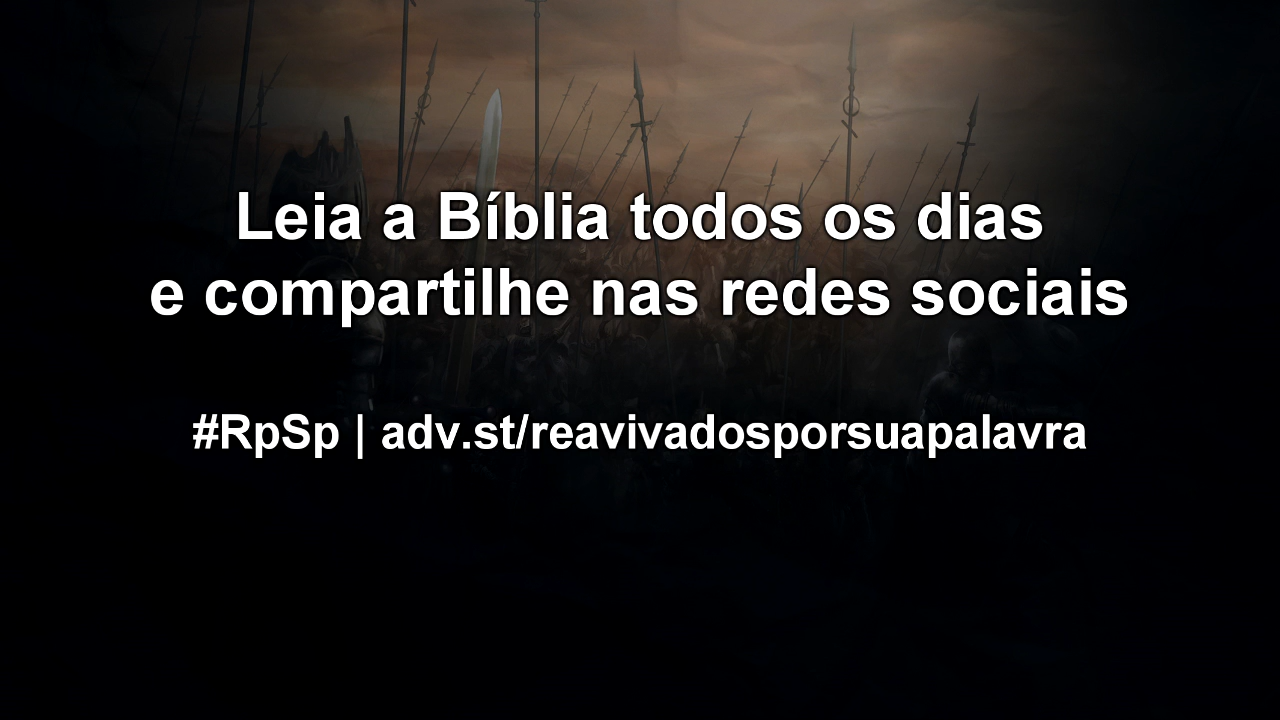 Leia a Bíblia todos os dias
e compartilhe nas redes sociais
#RpSp | adv.st/reavivadosporsuapalavra